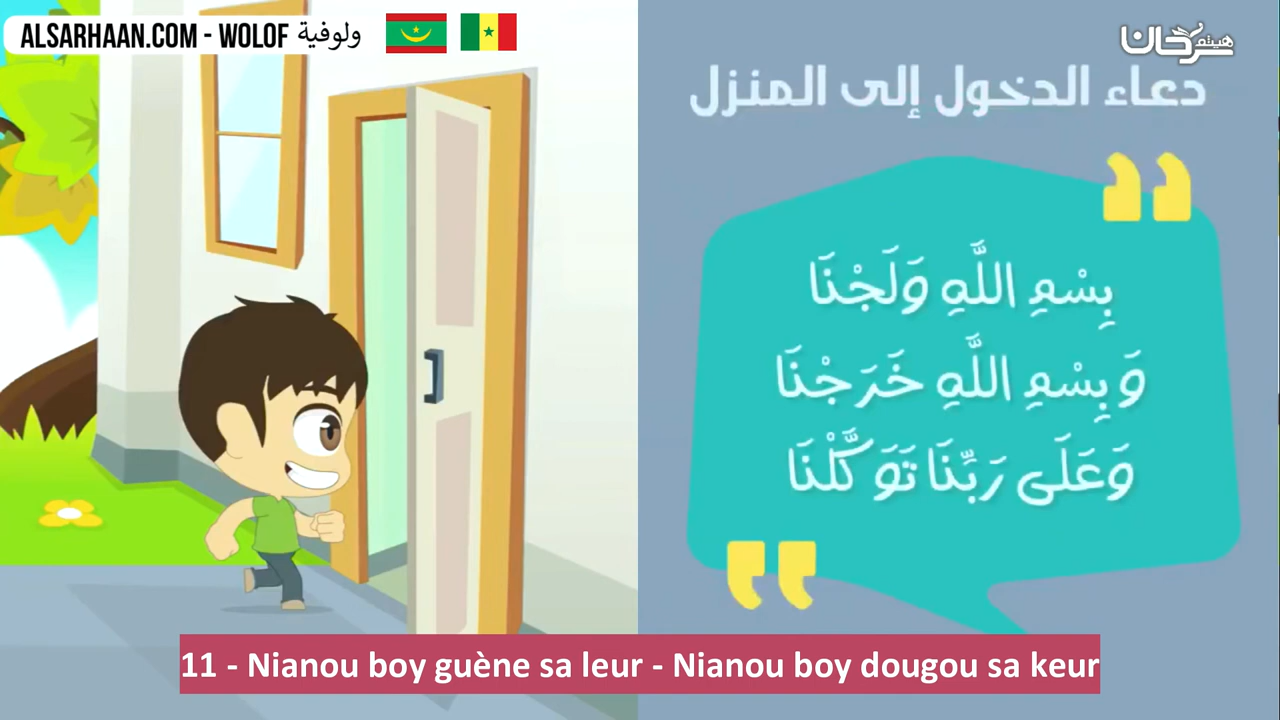 ALSARHAAN.COM - WOLOF ولوفية
هيثم سرحان
دعاء الدخول إلى المنزل
بِسْمِ اللَّهِ وَلَجْنَا
وَبِسْمِ اللَّهِ خَرَجْنَا
وَعَلَى رَبِّنَا تَوَكَّلْنَا
11 - Nianou boy guène sa leur - Nianou boy dougou sa keur